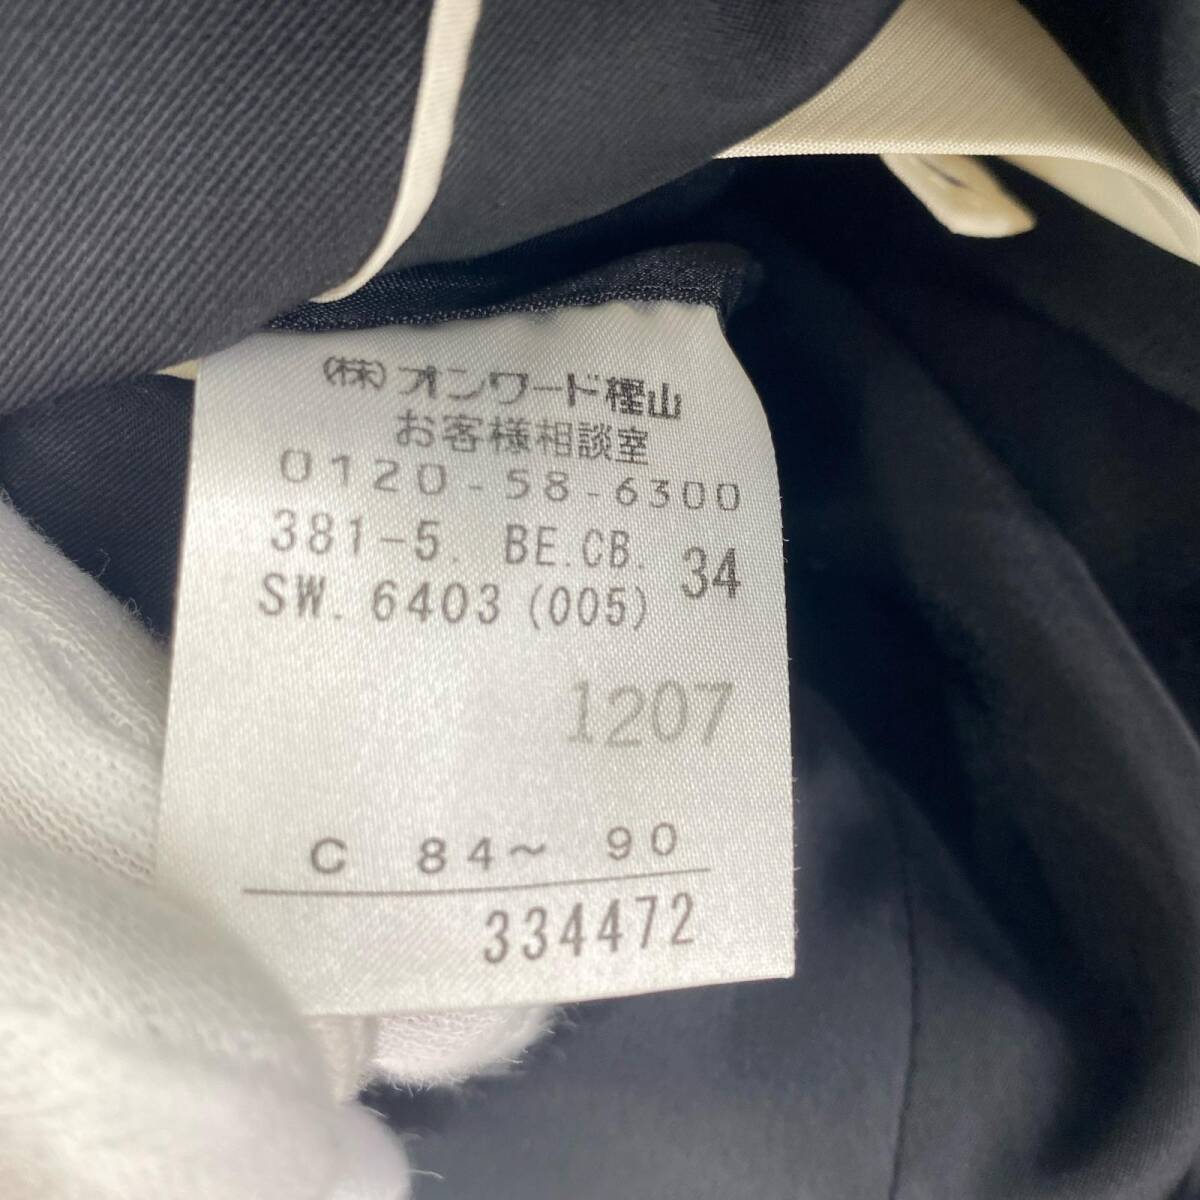 (株)オンワード樫山
お客様相談室
0120-58-6300
381-5. BE.CB. 34
SW. 6403 (005)
1207
C 84～ 90
334472